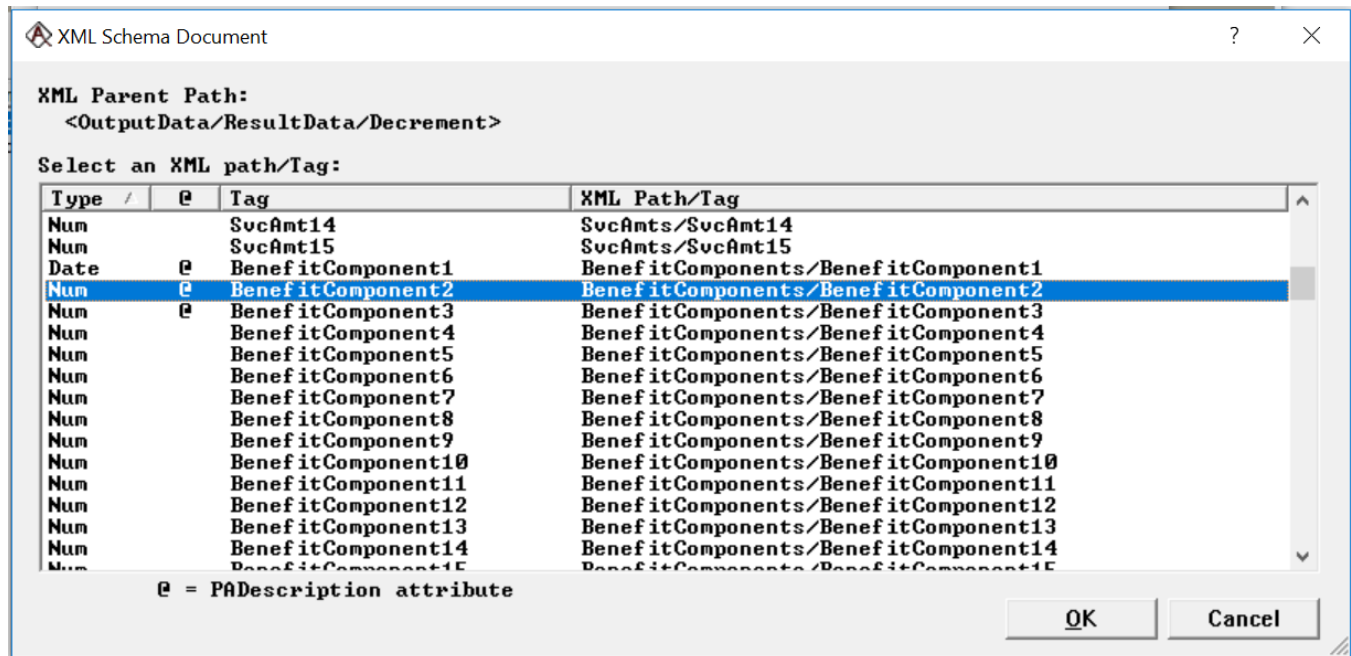 XML Schema Document ?
XML Parent Path:
<OutputData/ResultData/Decrement>
Select an XML path/Tag:
Type @ Tag XML Path/Tag
Num SvcAmt14 SvcAmts/SvcAmt14
Num SvcAmt15 SvcAmts/SvcAmt15
Date @ BenefitComponent1 BenefitComponents/BenefitComponent1
Num @ BenefitComponent2 BenefitComponents/BenefitComponent2
Num @ BenefitComponent3 BenefitComponents/BenefitComponent3
Num BenefitComponent4 BenefitComponents/BenefitComponent4
Num BenefitComponent5 BenefitComponents/BenefitComponent5
Num BenefitComponent6 BenefitComponents/BenefitComponent6
Num BenefitComponent7 BenefitComponents/BenefitComponent7
Num BenefitComponent8 BenefitComponents/BenefitComponent8
Num BenefitComponent9 BenefitComponents/BenefitComponent9
Num BenefitComponent10 BenefitComponents/BenefitComponent10
Num BenefitComponent11 BenefitComponents/BenefitComponent11
Num BenefitComponent12 BenefitComponents/BenefitComponent12
Num BenefitComponent13 BenefitComponents/BenefitComponent13
Num BenefitComponent14 BenefitComponents/BenefitComponent14
Num BenefitComponent15 BenefitComponents/BenefitComponent15
@ = PADescription attribute
OK Cancel